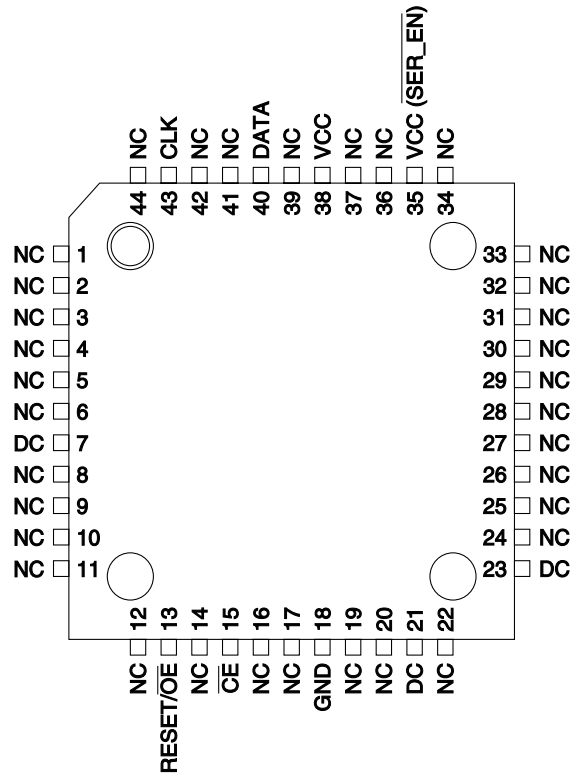 NC 44
CLK 43
NC 42
NC 41
DATA 40
NC 39
VCC 38
NC 37
NC 36
VCC (SER_EN) 35
NC 34
NC 1
NC 2
NC 3
NC 4
NC 5
NC 6
DC 7
NC 8
NC 9
NC 10
NC 11
33 NC
32 NC
31 NC
30 NC
29 NC
28 NC
27 NC
26 NC
25 NC
24 NC
23 DC
NC 12
RESET/OE 13
NC 14
CE 15
NC 16
NC 17
GND 18
NC 19
NC 20
DC 21
NC 22